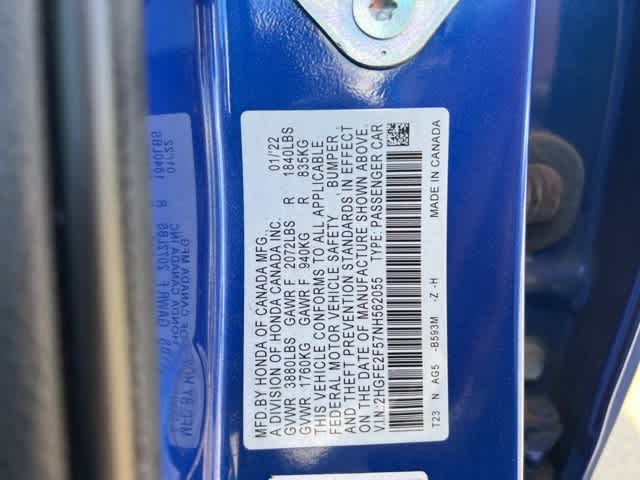 MFD BY HONDA OF CANADA MFG. 01/'22
A DIVISION OF HONDA CANADA INC.
GVWR 3880LBS GAWR F 2072LBS R 1840LBS
GVWR 1760KG GAWR F 940KG R 835KG
THIS VEHICLE CONFORMS TO ALL APPLICABLE
FEDERAL MOTOR VEHICLE SAFETY, BUMPER,
AND THEFT PREVENTION STANDARDS IN EFFECT
ON THE DATE OF MANUFACTURE SHOWN ABOVE.
V.I.N.: 2HGFE2F57NH562055 TYPE: PASSENGER CAR
T23 N AG5 -B593M -Z -H MADE IN CANADA